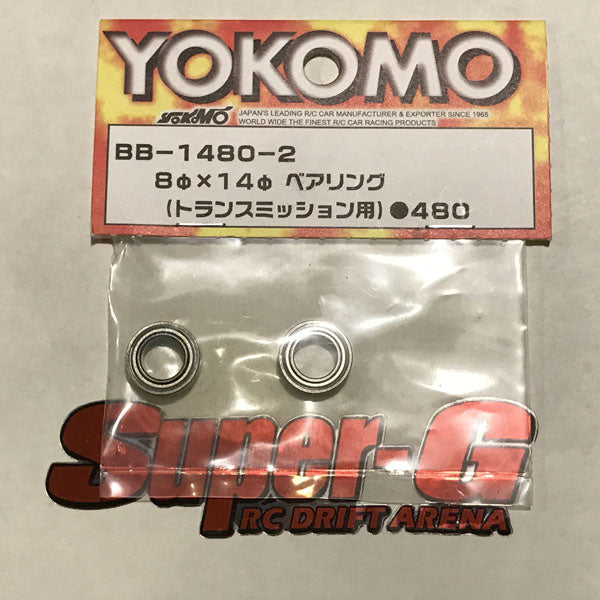 YOKOMO
YOKOMO
JAPAN'S LEADING R/C CAR MANUFACTURER & EXPORTER SINCE 1965
WORLD WIDE THE FINEST R/C CAR RACING PRODUCTS
BB-1480-2
8φ×14φ ベアリング
(トランスミッション用)●480
Super-G
RC DRIFT ARENA